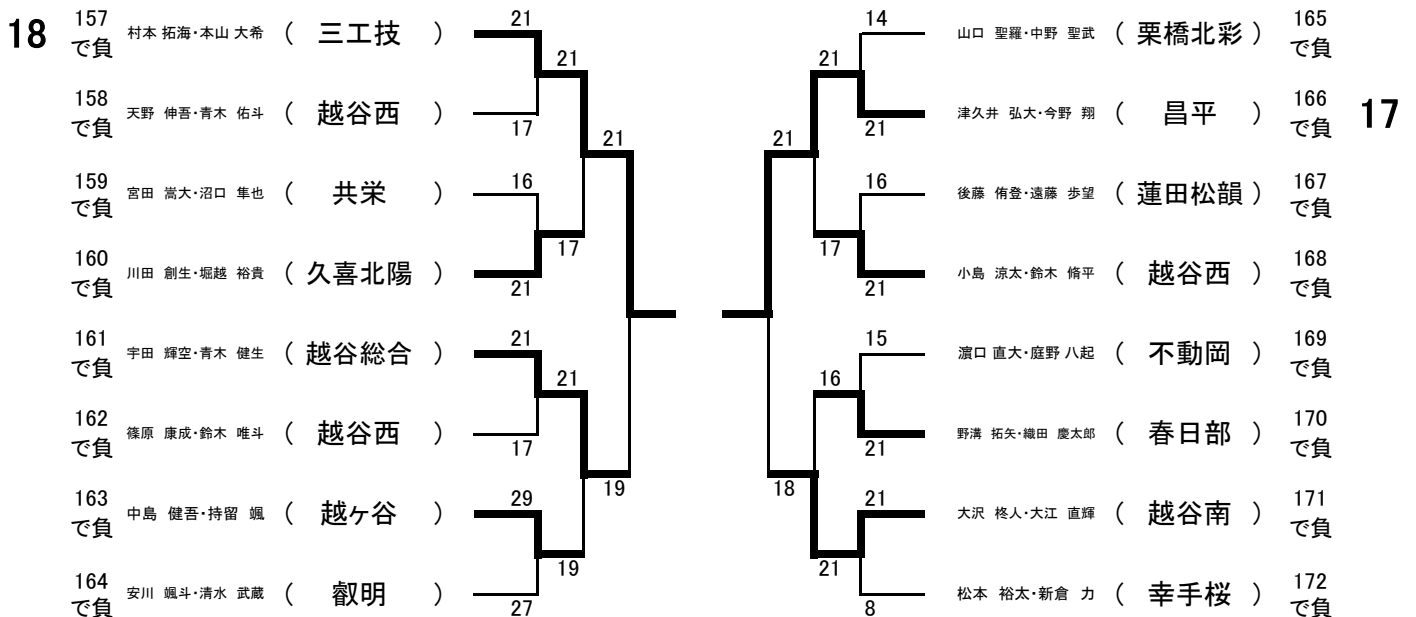 18
157
で負
村本 拓海・本山 大希 ( 三工技 )
21
21
158
で負
天野 伸吾・青木 佑斗 ( 越谷西 )
17
21
159
で負
宮田 嵩大・沼口 隼也 ( 共栄 )
16
17
160
で負
川田 創生・堀越 裕貴 ( 久喜北陽 )
21
161
で負
宇田 輝空・青木 健生 ( 越谷総合 )
21
21
162
で負
篠原 康成・鈴木 唯斗 ( 越谷西 )
17
19
163
で負
中島 健吾・持留 颯 ( 越ヶ谷 )
29
19
164
で負
安川 颯斗・清水 武蔵 ( 叡明 )
27
14
山口 聖羅・中野 聖武 ( 栗橋北彩 )
165
で負
21
21
津久井 弘大・今野 翔 ( 昌平 )
166
で負
17
21
16
後藤 侑登・遠藤 歩望 ( 蓮田松韻 )
167
で負
17
21
小島 涼太・鈴木 脩平 ( 越谷西 )
168
で負
15
濵口 直大・庭野 八起 ( 不動岡 )
169
で負
16
21
野溝 拓矢・織田 慶太郎 ( 春日部 )
170
で負
18
21
大沢 柊人・大江 直輝 ( 越谷南 )
171
で負
21
8
松本 裕太・新倉 力 ( 幸手桜 )
172
で負